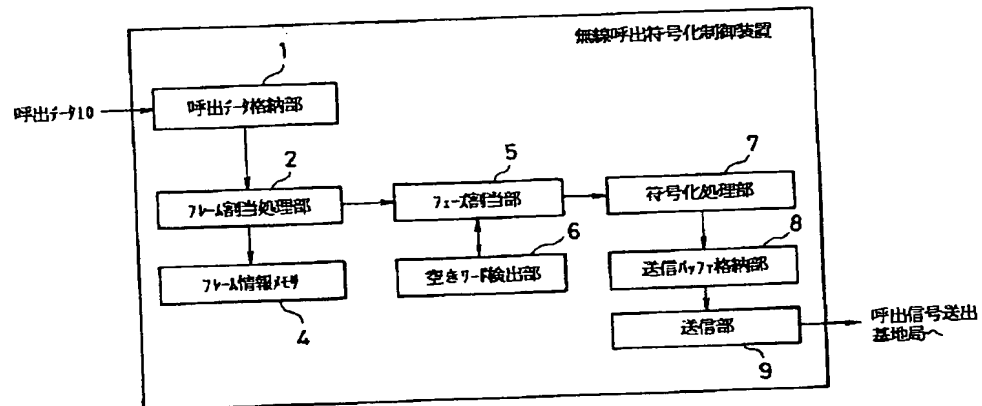 無線呼出符号化制御装置
1
呼出データ10
呼出データ格納部
2
フレーム割当処理部
5
フェーズ割当部
7
符号化処理部
フレーム情報メモリ
4
6
空きワード検出部
8
送信バッファ格納部
送信部
9
呼出信号送出
基地局へ